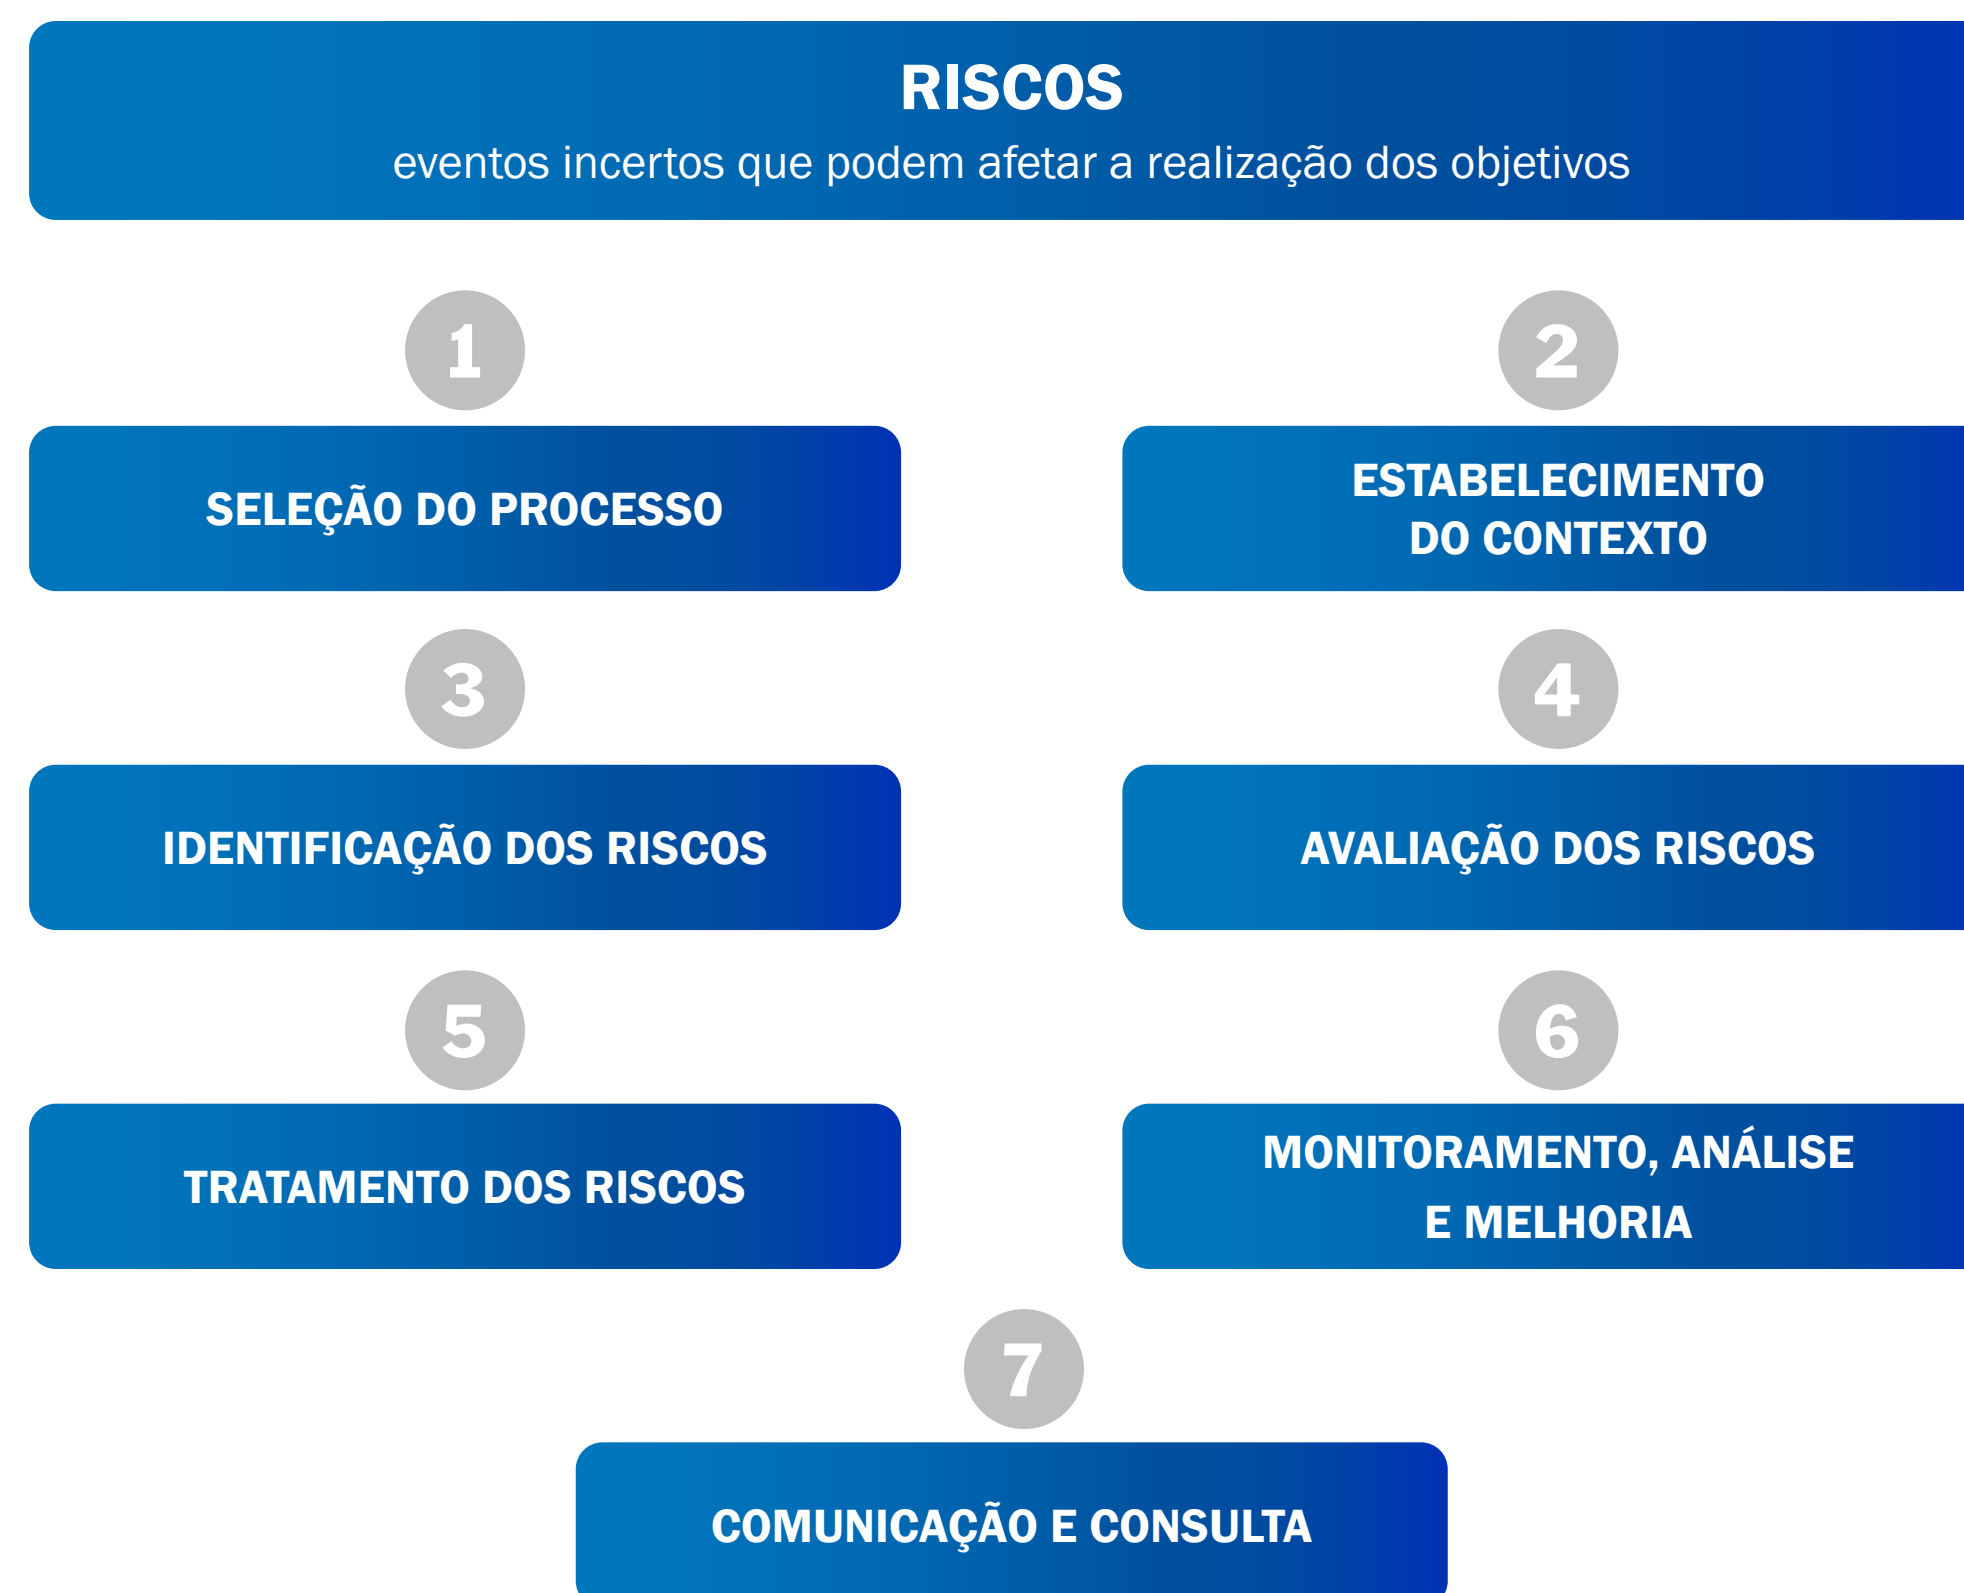 RISCOS
eventos incertos que podem afetar a realização dos objetivos
1
2
SELEÇÃO DO PROCESSO
ESTABELECIMENTO
DO CONTEXTO
3
4
IDENTIFICAÇÃO DOS RISCOS
AVALIAÇÃO DOS RISCOS
5
6
TRATAMENTO DOS RISCOS
MONITORAMENTO, ANÁLISE
E MELHORIA
7
COMUNICAÇÃO E CONSULTA